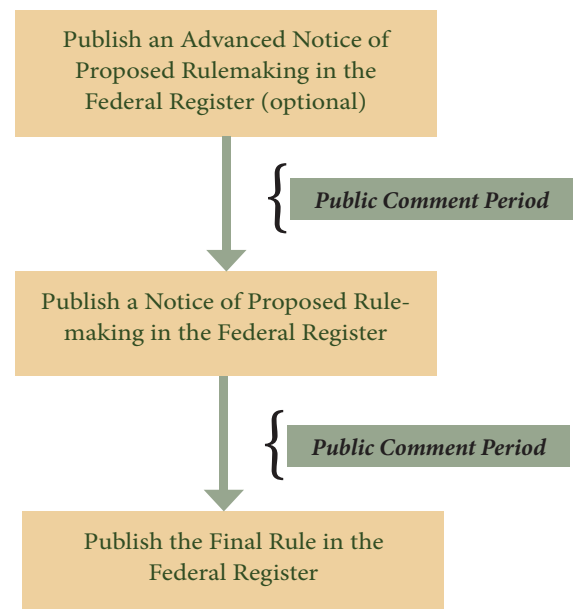 Publish an Advanced Notice of
Proposed Rulemaking in the
Federal Register (optional)
Public Comment Period
Publish a Notice of Proposed Rule-
making in the Federal Register
Public Comment Period
Publish the Final Rule in the
Federal Register